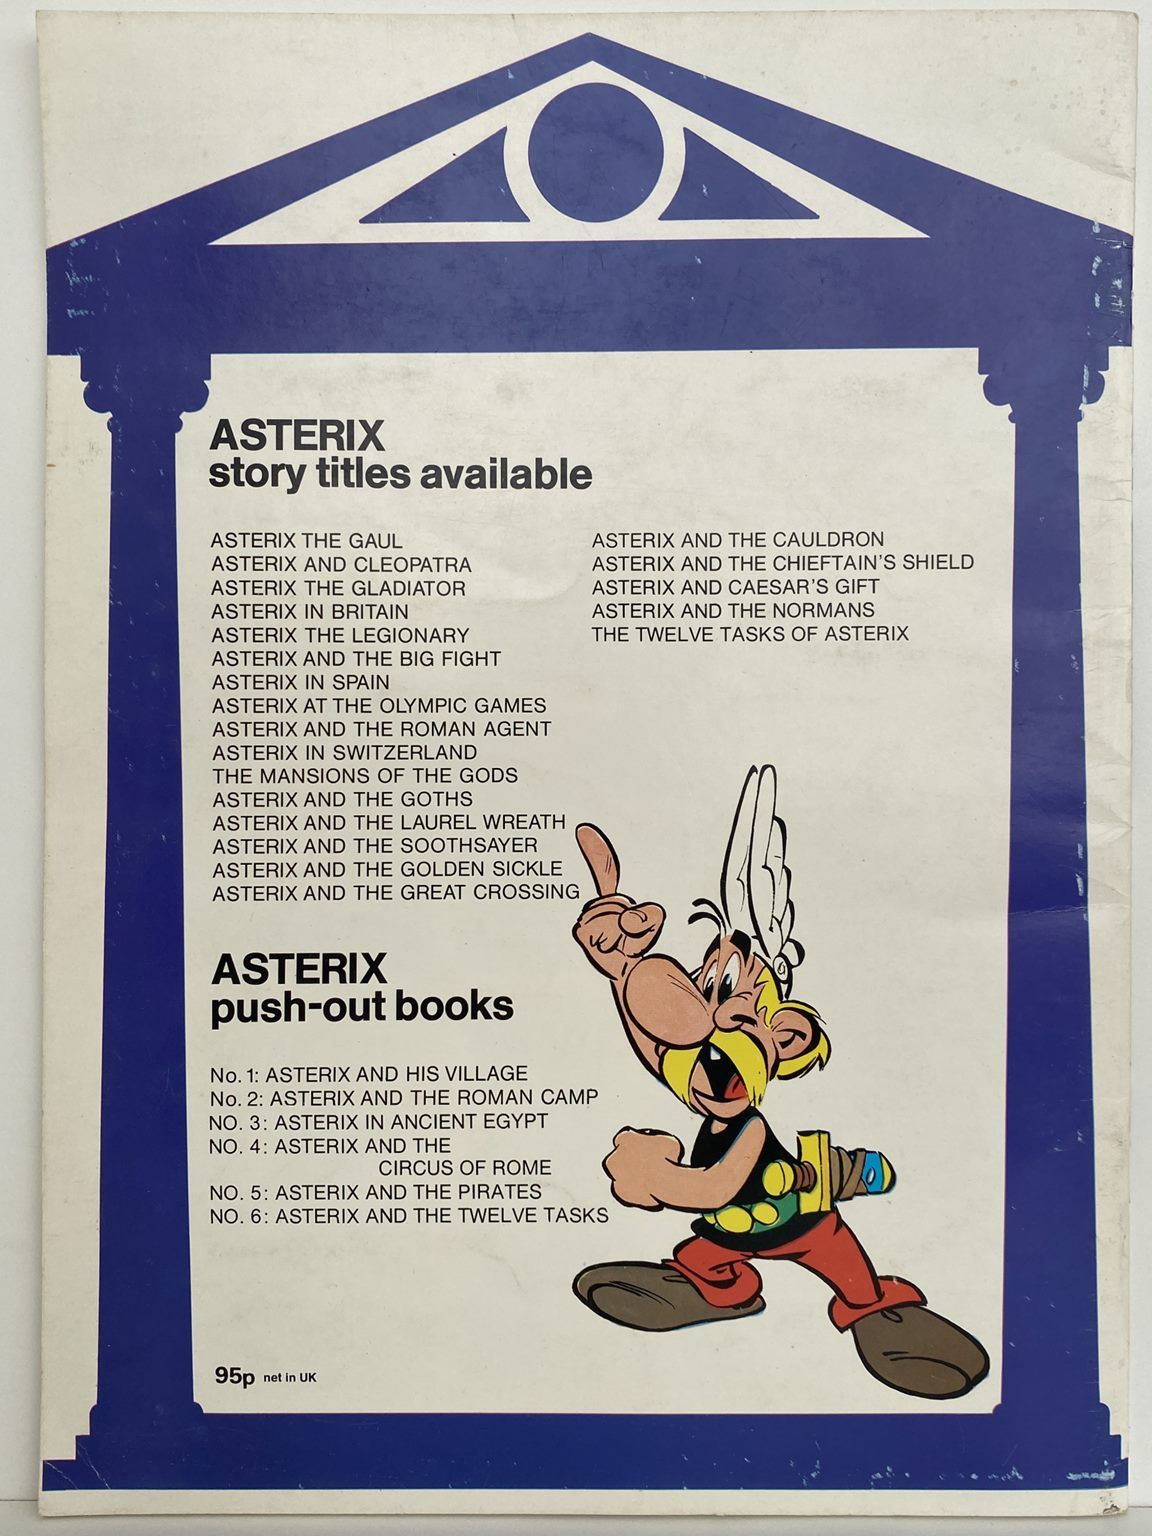 ASTERIX
story titles available
ASTERIX THE GAUL
ASTERIX AND CLEOPATRA
ASTERIX THE GLADIATOR
ASTERIX IN BRITAIN
ASTERIX THE LEGIONARY
ASTERIX AND THE BIG FIGHT
ASTERIX IN SPAIN
ASTERIX AT THE OLYMPIC GAMES
ASTERIX AND THE ROMAN AGENT
ASTERIX IN SWITZERLAND
THE MANSIONS OF THE GODS
ASTERIX AND THE GOTHS
ASTERIX AND THE LAUREL WREATH
ASTERIX AND THE SOOTHSAYER
ASTERIX AND THE GOLDEN SICKLE
ASTERIX AND THE GREAT CROSSING
ASTERIX AND THE CAULDRON
ASTERIX AND THE CHIEFTAIN'S SHIELD
ASTERIX AND CAESAR'S GIFT
ASTERIX AND THE NORMANS
THE TWELVE TASKS OF ASTERIX
ASTERIX
push-out books
No. 1: ASTERIX AND HIS VILLAGE
No. 2: ASTERIX AND THE ROMAN CAMP
NO. 3: ASTERIX IN ANCIENT EGYPT
NO. 4: ASTERIX AND THE
CIRCUS OF ROME
NO. 5: ASTERIX AND THE PIRATES
NO. 6: ASTERIX AND THE TWELVE TASKS
95p net in UK